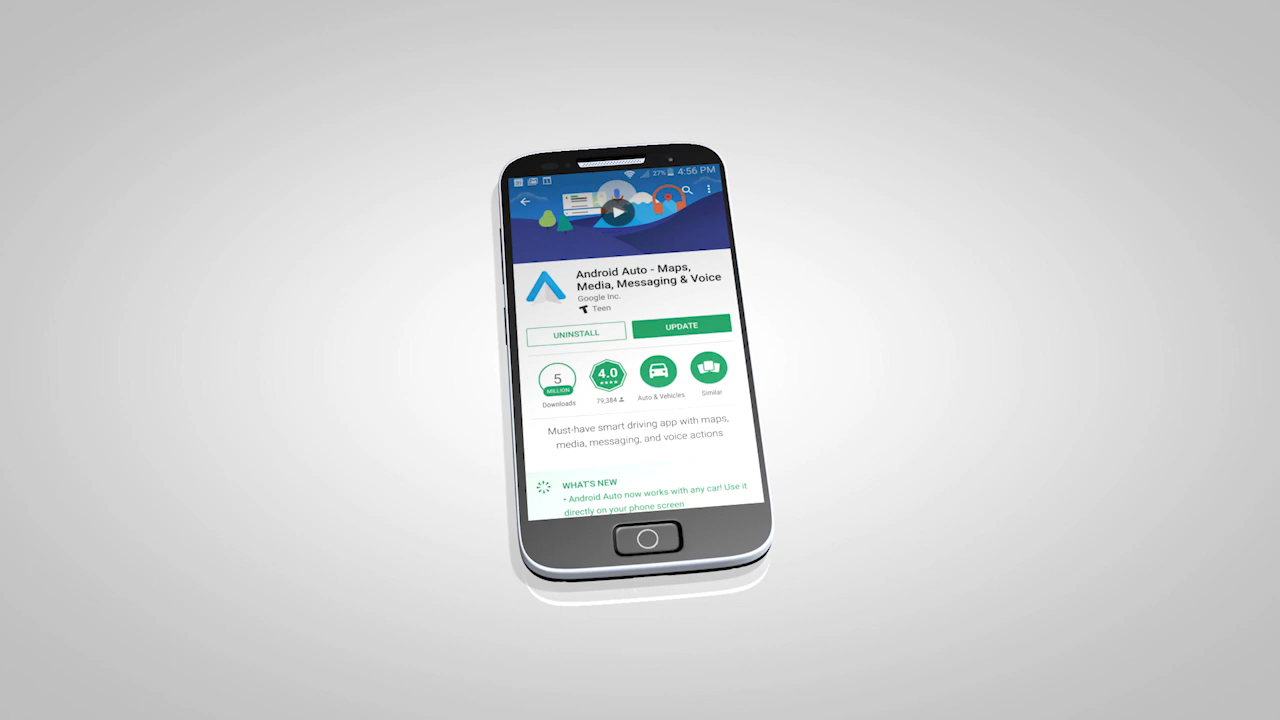 27% 4:56 PM
Android Auto - Maps,
Media, Messaging & Voice
Google Inc.
Teen
UNINSTALL
UPDATE
5
MILLION
Downloads
4.0
79,384
Auto & Vehicles
Similar
Must-have smart driving app with maps,
media, messaging, and voice actions
WHAT'S NEW
• Android Auto now works with any car! Use it
directly on your phone screen